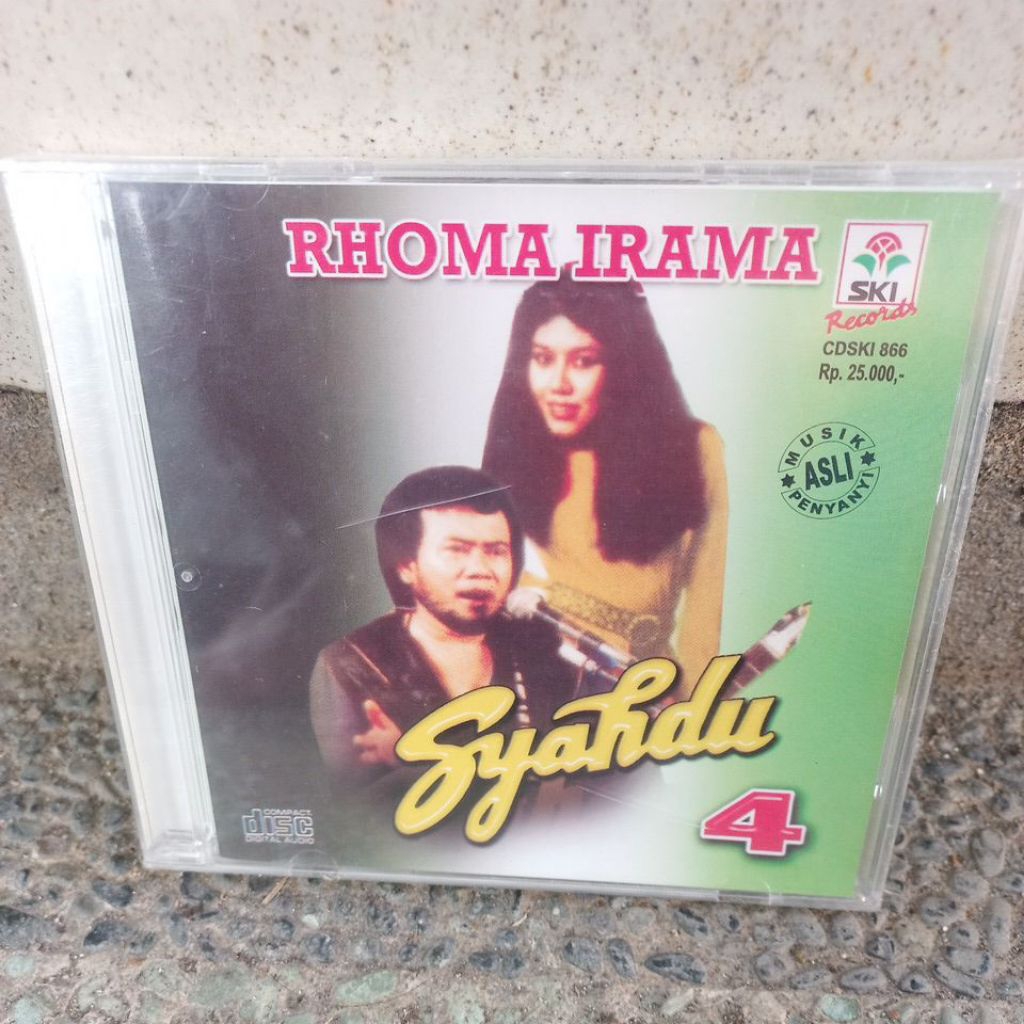 RHOMA IRAMA
SKI
Records
CDSKI 866
Rp. 25.000,-
MUSIK
ASLI
PENYANYI
Syahdu
4
COMPACT
disc
DIGITAL AUDIO